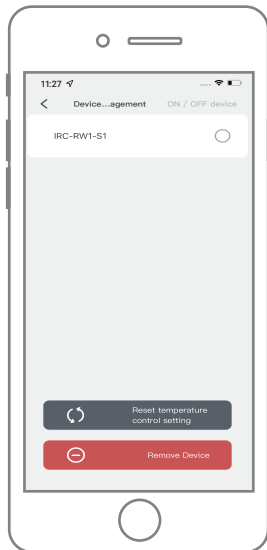 11:27
Device...agement ON / OFF device
IRC-RW1-S1
Reset temperature
control setting
Remove Device